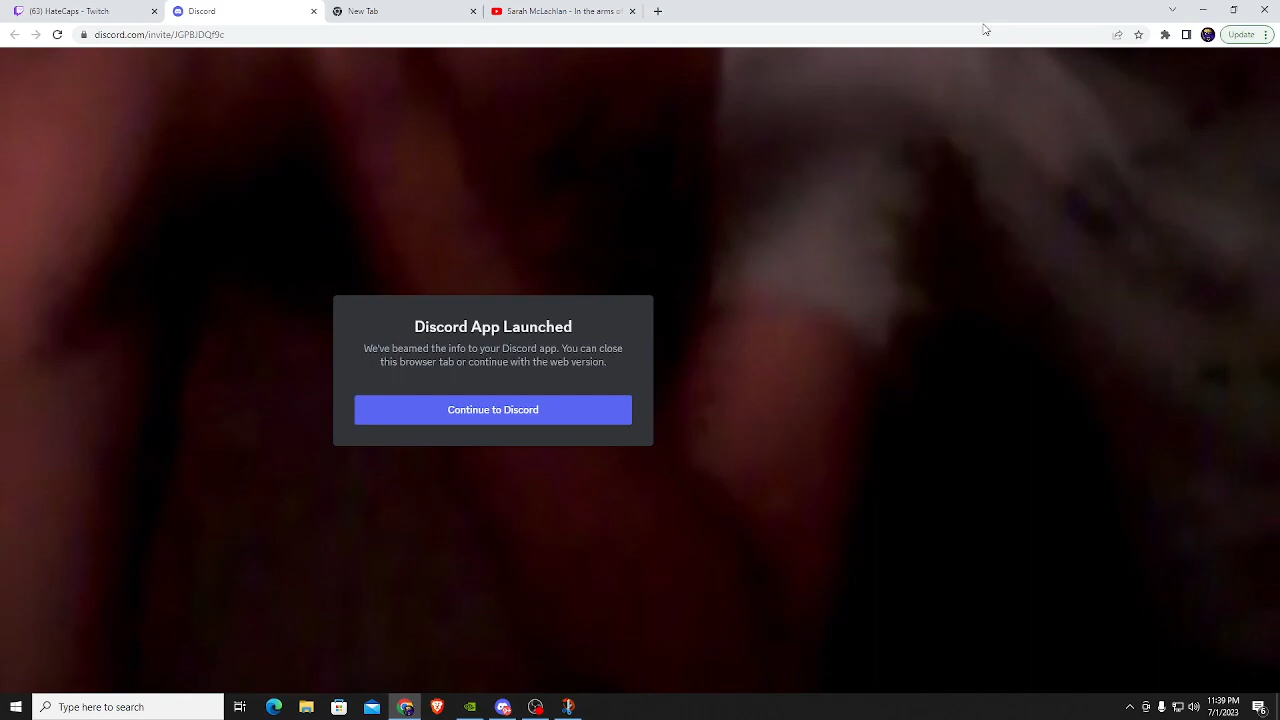 (63) HateCaps - Twitch
Discord
New Tab
Sarah McLachlan - In the arms of
discord.com/invite/JGPBJDQf9c
Update
Discord App Launched
We've beamed the info to your Discord app. You can close
this browser tab or continue with the web version.
Continue to Discord
Type here to search
11:39 PM
7/1/2023